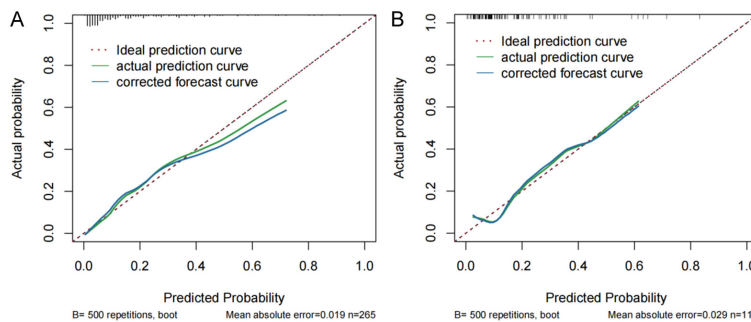 A
Ideal prediction curve
actual prediction curve
corrected forecast curve
Actual probability
0.0 0.2 0.4 0.6 0.8 1.0
0.0 0.2 0.4 0.6 0.8 1.0
Predicted Probability
B= 500 repetitions, boot Mean absolute error=0.019 n=265
B
Ideal prediction curve
actual prediction curve
corrected forecast curve
Actual probability
0.0 0.2 0.4 0.6 0.8 1.0
0.0 0.2 0.4 0.6 0.8 1.0
Predicted Probability
B= 500 repetitions, boot Mean absolute error=0.029 n=11